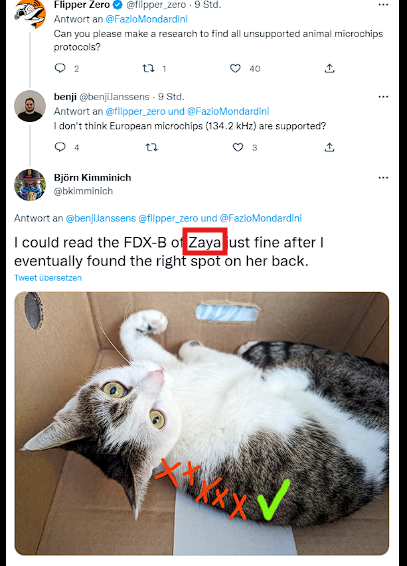 Flipper Zero @flipper_zero · 9 Std.
Antwort an @FazioMondardini
Can you please make a research to find all unsupported animal microchips
protocols?
2 1 40
benji @benjiJanssens · 9 Std.
Antwort an @flipper_zero und @FazioMondardini
I don't think European microchips (134.2 kHz) are supported?
4 3
Björn Kimminich
@bkimminich
Antwort an @benjiJanssens @flipper_zero und @FazioMondardini
I could read the FDX-B of Zaya just fine after I
eventually found the right spot on her back.
Tweet übersetzen